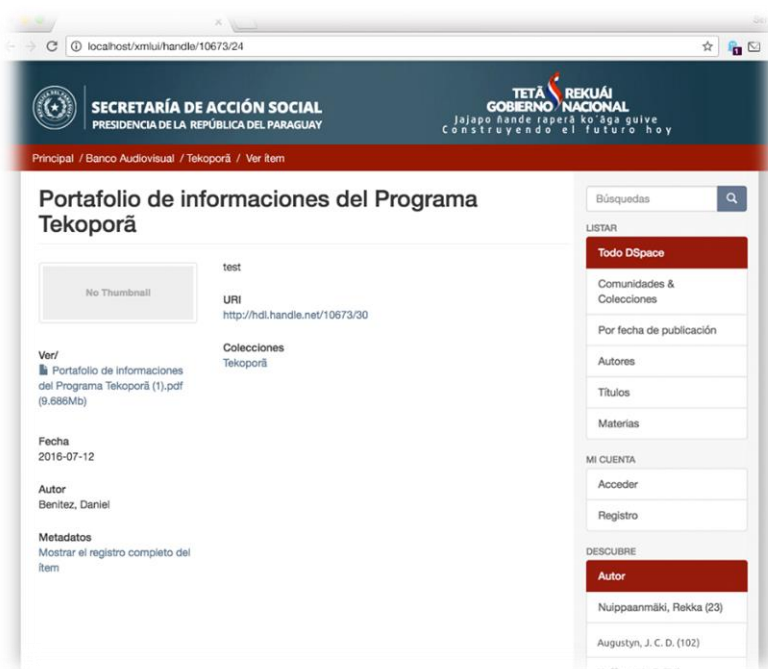 localhost/xmlui/handle/10673/24
SECRETARÍA DE ACCIÓN SOCIAL
PRESIDENCIA DE LA REPÚBLICA DEL PARAGUAY
TETÃ REKUÁI
GOBIERNO NACIONAL
Jajapo ñande raperã ko'ãga guive
Construyendo el futuro hoy
Principal / Banco Audiovisual / Tekoporã / Ver ítem
Portafolio de informaciones del Programa
Tekoporã
No Thumbnail
Ver/
Portafolio de informaciones
del Programa Tekoporã (1).pdf
(9.686Mb)
Fecha
2016-07-12
Autor
Benitez, Daniel
Metadatos
Mostrar el registro completo del
ítem
test
URI
http://hdl.handle.net/10673/30
Colecciones
Tekoporã
Búsquedas
LISTAR
Todo DSpace
Comunidades &
Colecciones
Por fecha de publicación
Autores
Títulos
Materias
MI CUENTA
Acceder
Registro
DESCUBRE
Autor
Nuippaanmäki, Rekka (23)
Augustyn, J. C. D. (102)